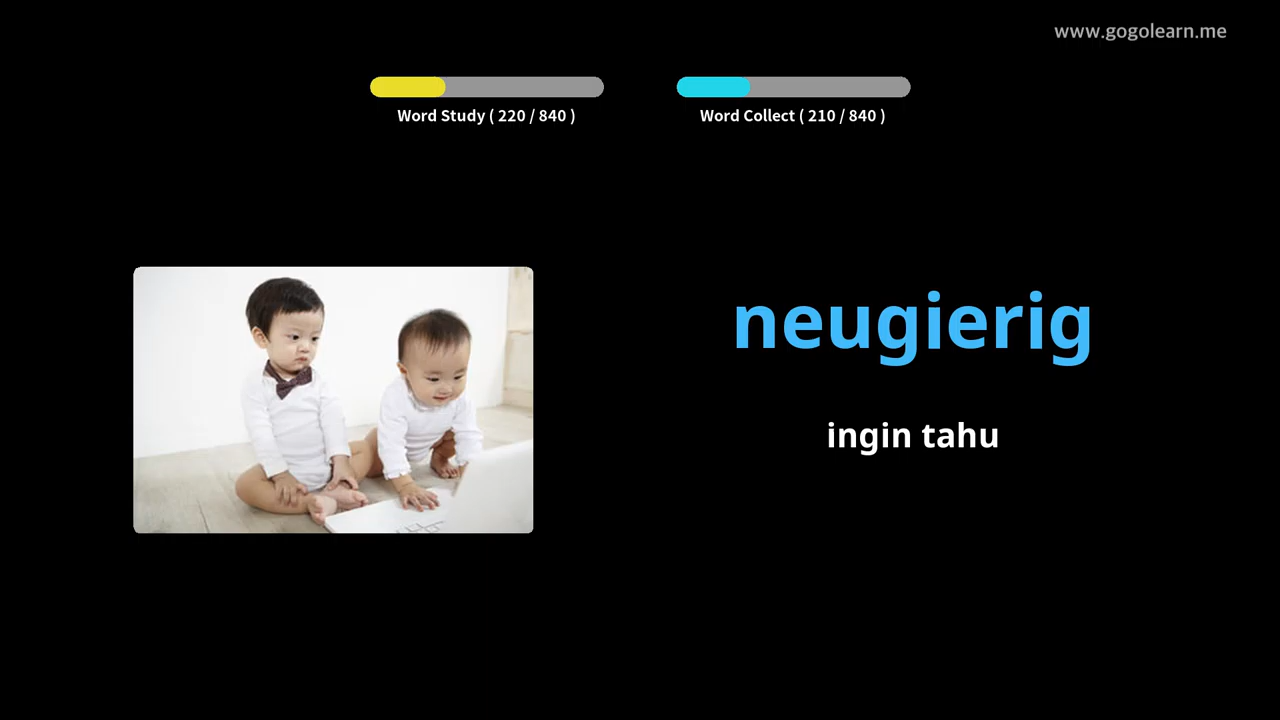 www.gogolearn.me
Word Study ( 220 / 840 )
Word Collect ( 210 / 840 )
neugierig
ingin tahu